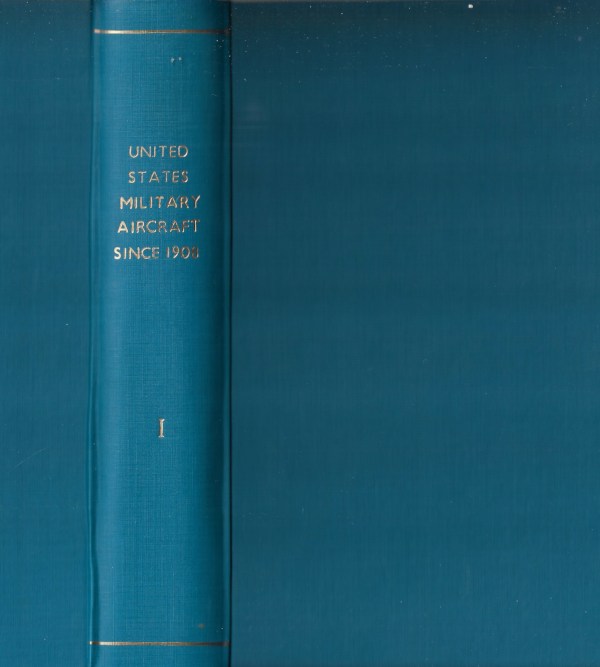 UNITED
STATES
MILITARY
AIRCRAFT
SINCE 1908
I